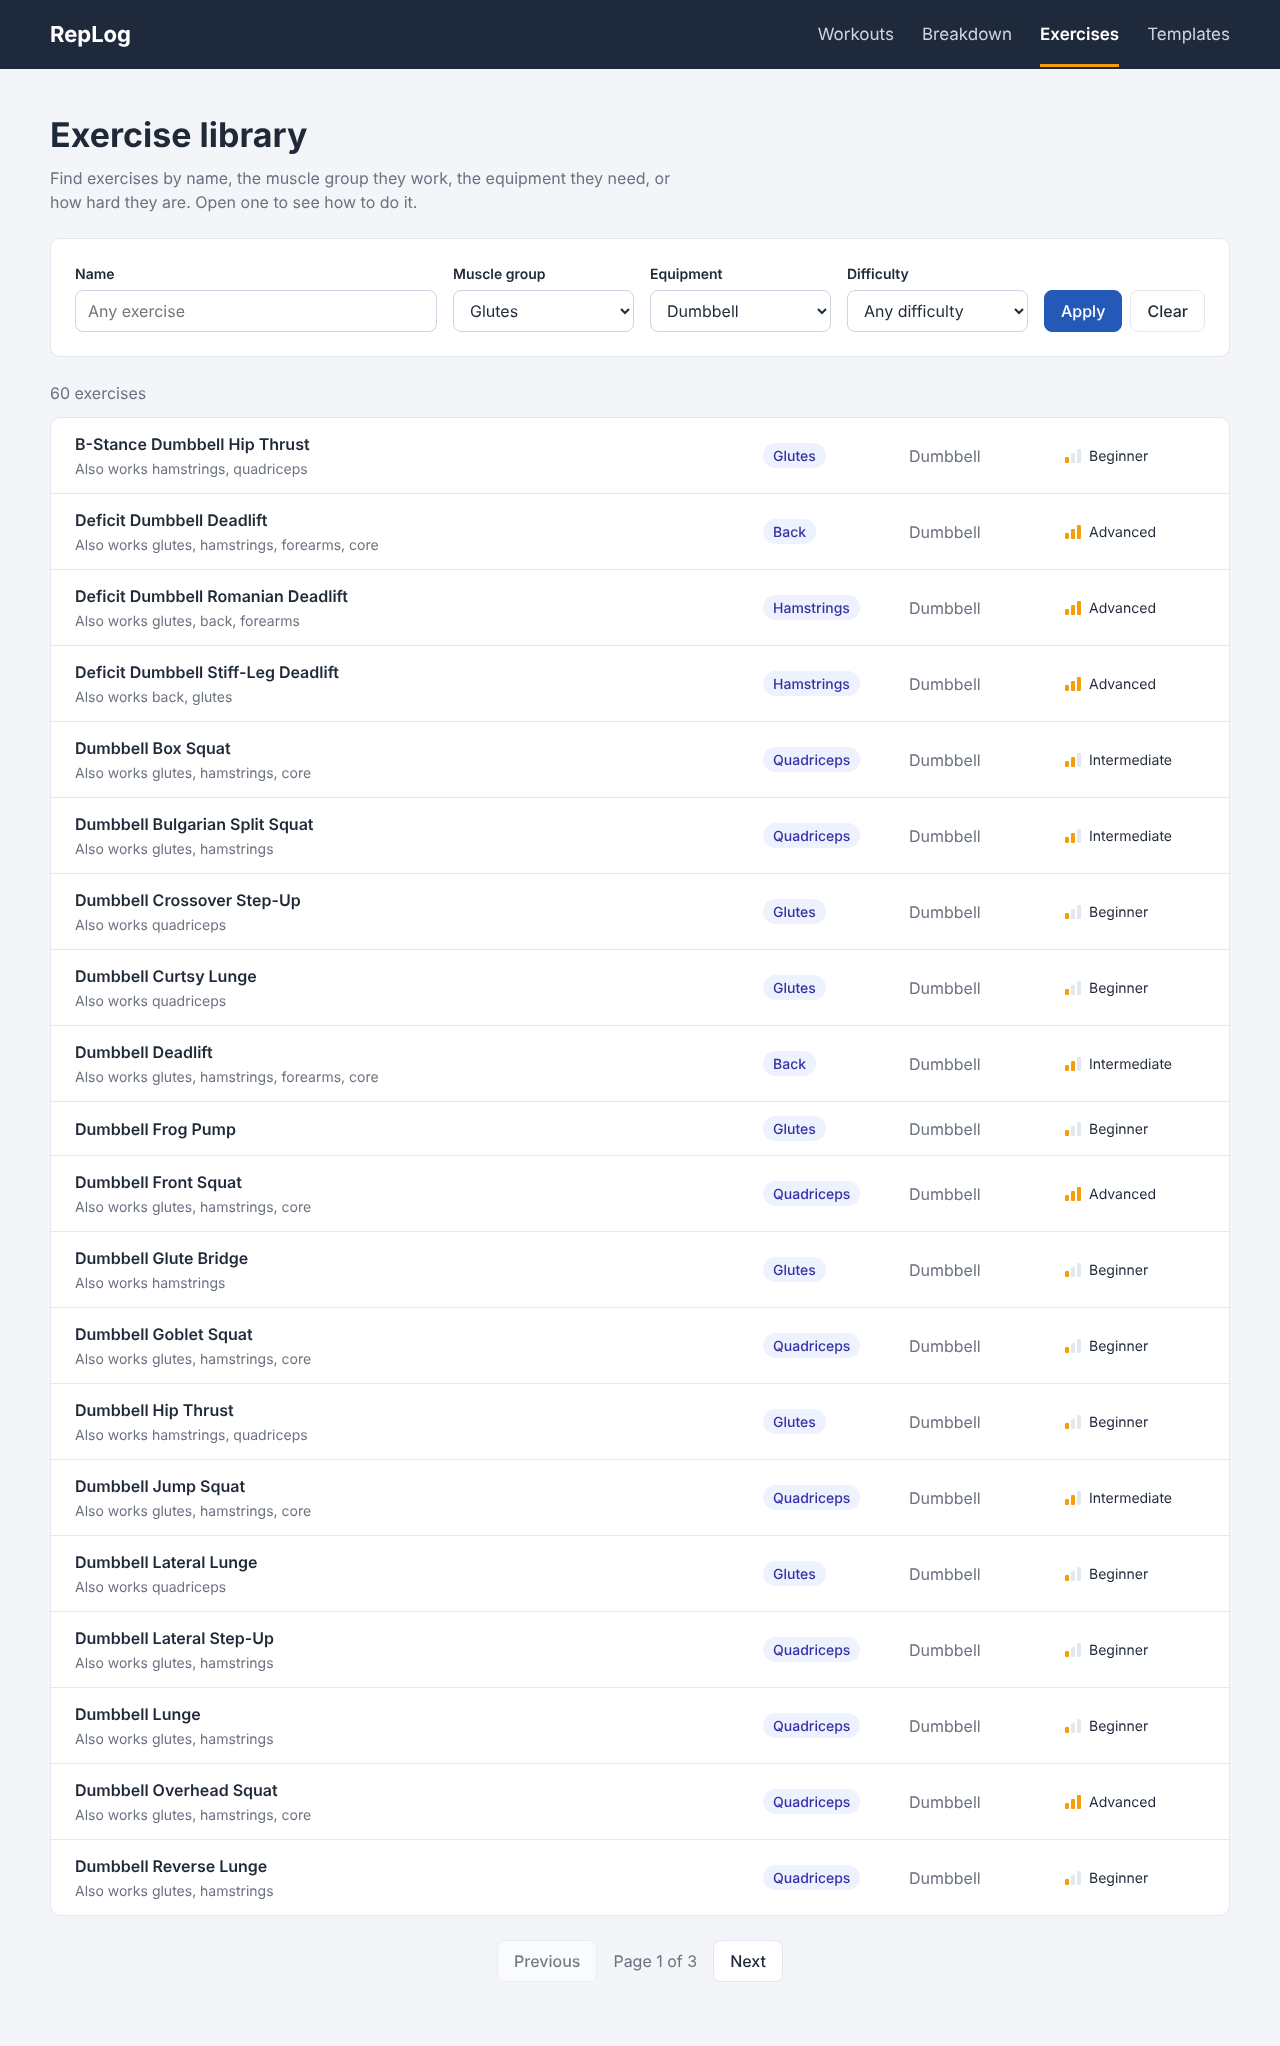 RepLog
Workouts Breakdown Exercises Templates
Exercise library
Find exercises by name, the muscle group they work, the equipment they need, or
how hard they are. Open one to see how to do it.
Name Muscle group Equipment Difficulty
Any exercise Glutes Dumbbell Any difficulty Apply Clear
60 exercises
B-Stance Dumbbell Hip Thrust
Also works hamstrings, quadriceps
Glutes Dumbbell Beginner
Deficit Dumbbell Deadlift
Also works glutes, hamstrings, forearms, core
Back Dumbbell Advanced
Deficit Dumbbell Romanian Deadlift
Also works glutes, back, forearms
Hamstrings Dumbbell Advanced
Deficit Dumbbell Stiff-Leg Deadlift
Also works back, glutes
Hamstrings Dumbbell Advanced
Dumbbell Box Squat
Also works glutes, hamstrings, core
Quadriceps Dumbbell Intermediate
Dumbbell Bulgarian Split Squat
Also works glutes, hamstrings
Quadriceps Dumbbell Intermediate
Dumbbell Crossover Step-Up
Also works quadriceps
Glutes Dumbbell Beginner
Dumbbell Curtsy Lunge
Also works quadriceps
Glutes Dumbbell Beginner
Dumbbell Deadlift
Also works glutes, hamstrings, forearms, core
Back Dumbbell Intermediate
Dumbbell Frog Pump
Glutes Dumbbell Beginner
Dumbbell Front Squat
Also works glutes, hamstrings, core
Quadriceps Dumbbell Advanced
Dumbbell Glute Bridge
Also works hamstrings
Glutes Dumbbell Beginner
Dumbbell Goblet Squat
Also works glutes, hamstrings, core
Quadriceps Dumbbell Beginner
Dumbbell Hip Thrust
Also works hamstrings, quadriceps
Glutes Dumbbell Beginner
Dumbbell Jump Squat
Also works glutes, hamstrings, core
Quadriceps Dumbbell Intermediate
Dumbbell Lateral Lunge
Also works quadriceps
Glutes Dumbbell Beginner
Dumbbell Lateral Step-Up
Also works glutes, hamstrings
Quadriceps Dumbbell Beginner
Dumbbell Lunge
Also works glutes, hamstrings
Quadriceps Dumbbell Beginner
Dumbbell Overhead Squat
Also works glutes, hamstrings, core
Quadriceps Dumbbell Advanced
Dumbbell Reverse Lunge
Also works glutes, hamstrings
Quadriceps Dumbbell Beginner
Previous Page 1 of 3 Next